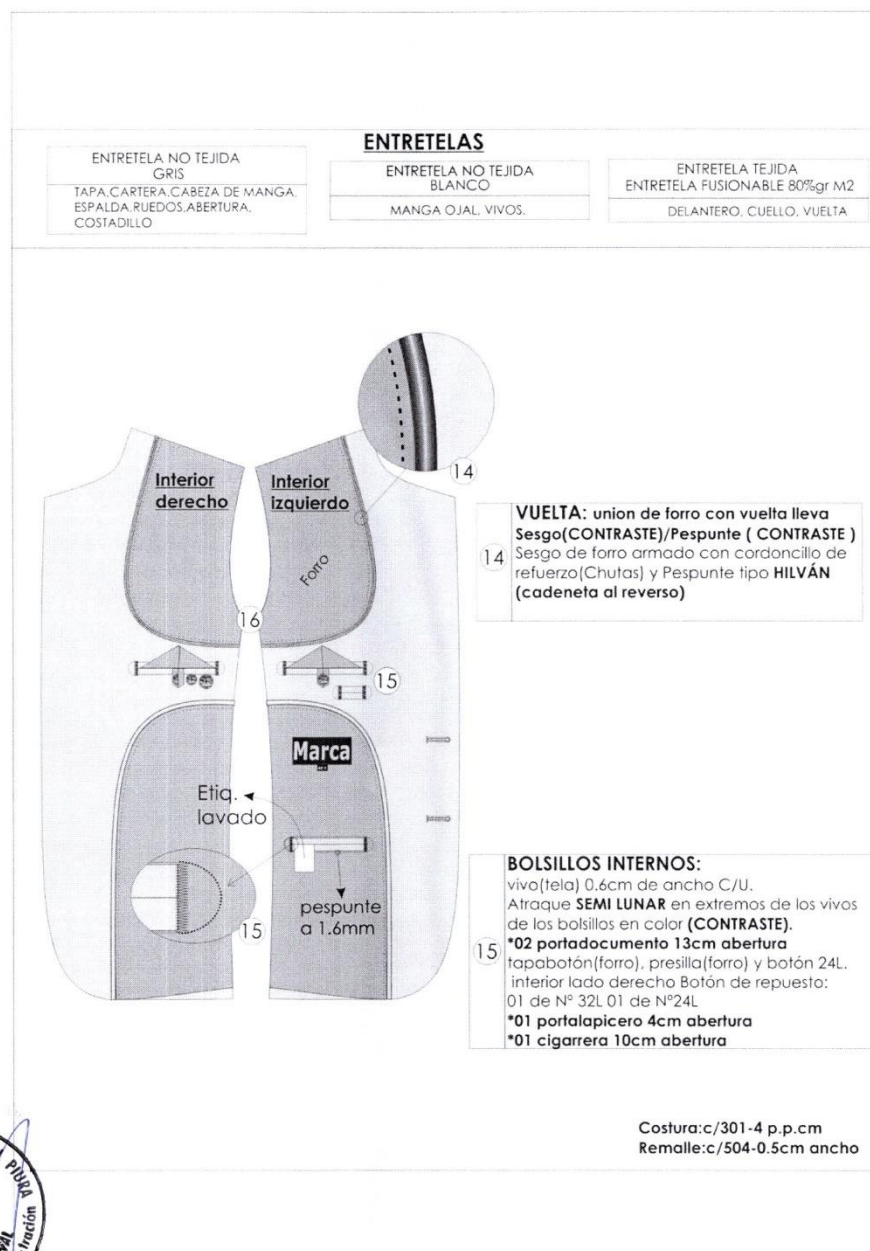 ENTRETELAS
ENTRETELA NO TEJIDA
GRIS
TAPA,CARTERA,CABEZA DE MANGA.
ESPALDA,RUEDOS,ABERTURA,
COSTADILLO
ENTRETELA NO TEJIDA
BLANCO
MANGA OJAL, VIVOS.
ENTRETELA TEJIDA
ENTRETELA FUSIONABLE 80%gr M2
DELANTERO, CUELLO, VUELTA
14
Interior
derecho
Interior
izquierdo
Forro
16
15
Marca
Etiq.
lavado
pespunte
a 1.6mm
15
14
VUELTA: union de forro con vuelta lleva
Sesgo(CONTRASTE)/Pespunte ( CONTRASTE )
Sesgo de forro armado con cordoncillo de
refuerzo(Chutas) y Pespunte tipo HILVÁN
(cadeneta al reverso)
15
BOLSILLOS INTERNOS:
vivo(tela) 0.6cm de ancho C/U.
Atraque SEMI LUNAR en extremos de los vivos
de los bolsillos en color (CONTRASTE).
*02 portadocumento 13cm abertura
tapabotón(forro), presilla(forro) y botón 24L.
interior lado derecho Botón de repuesto:
01 de Nº 32L 01 de Nº24L
*01 portalapicero 4cm abertura
*01 cigarrera 10cm abertura
Costura:c/301-4 p.p.cm
Remalle:c/504-0.5cm ancho
PIURA